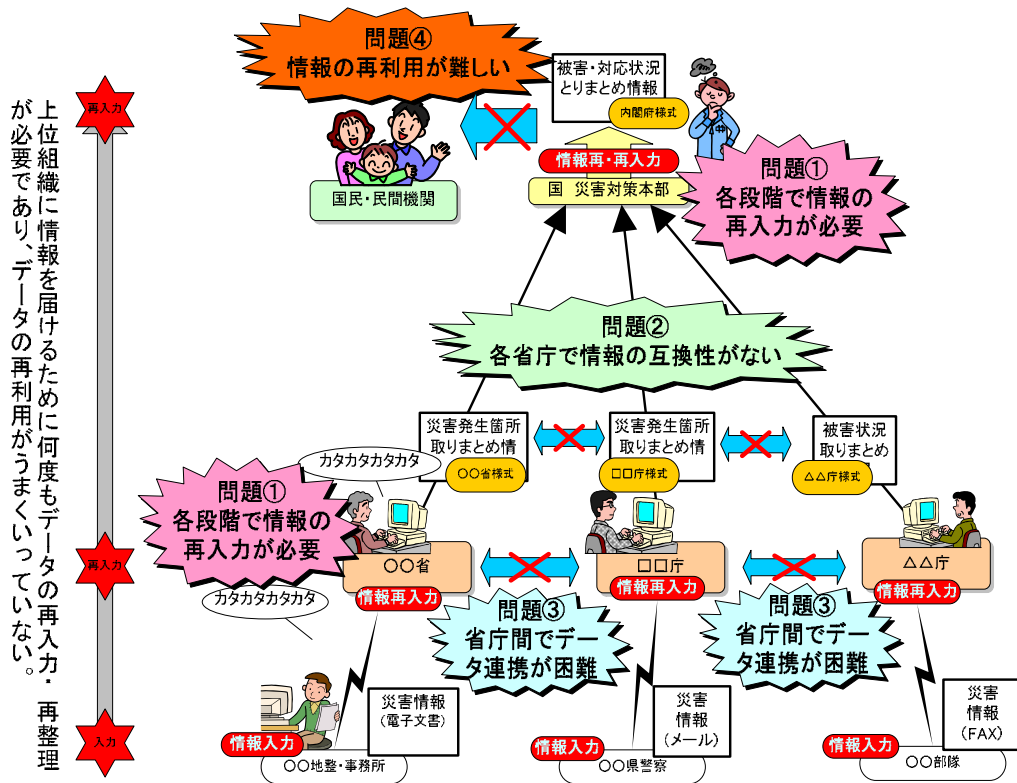 問題④
情報の再利用が難しい
被害・対応状況
とりまとめ情報
内閣府様式
情報再・再入力
国 災害対策本部
国民・民間機関
問題①
各段階で情報の
再入力が必要
再入力
上位組織に情報を届けるために何度もデータの再入力・再整理
が必要であり、データの再利用がうまくいっていない。
問題②
各省庁で情報の互換性がない
災害発生箇所
取りまとめ情
〇〇省様式
災害発生箇所
取りまとめ情
□□庁様式
被害状況
取りまとめ
△△庁様式
カタカタカタカタ
問題①
各段階で情報の
再入力が必要
再入力
〇〇省
情報再入力
□□庁
情報再入力
△△庁
情報再入力
カタカタカタカタ
問題③
省庁間でデー
タ連携が困難
問題③
省庁間でデー
タ連携が困難
災害情報
(電子文書)
災害
情報
(メール)
災害
情報
(FAX)
入力
情報入力
〇〇地整・事務所
情報入力
〇〇県警察
情報入力
〇〇部隊